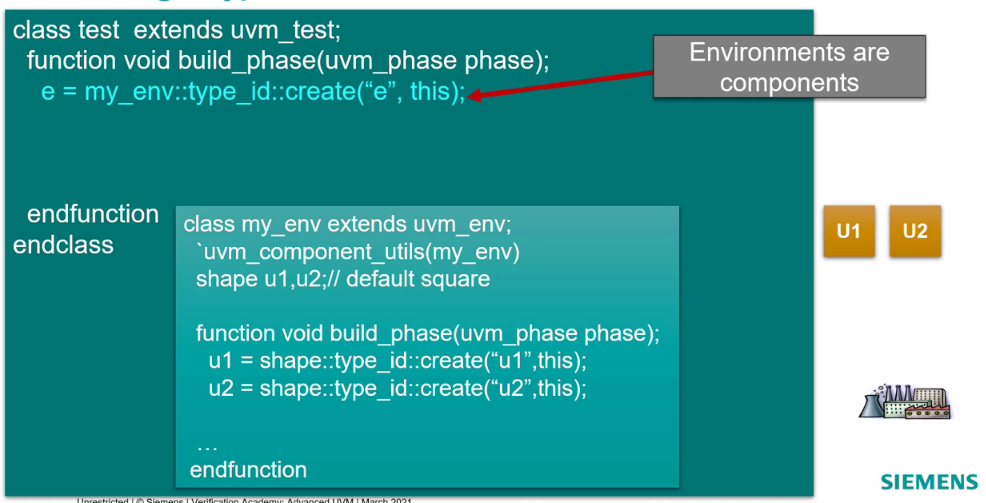 class test extends uvm_test;
function void build_phase(uvm_phase phase);
e = my_env::type_id::create(“e”, this);
Environments are
components
endfunction
endclass
class my_env extends uvm_env;
`uvm_component_utils(my_env)
shape u1,u2;// default square
function void build_phase(uvm_phase phase);
u1 = shape::type_id::create(“u1”,this);
u2 = shape::type_id::create(“u2”,this);
…
endfunction
U1
U2
SIEMENS
Unrestricted | © Siemens | Verification Academy: Advanced UVM | March 2021